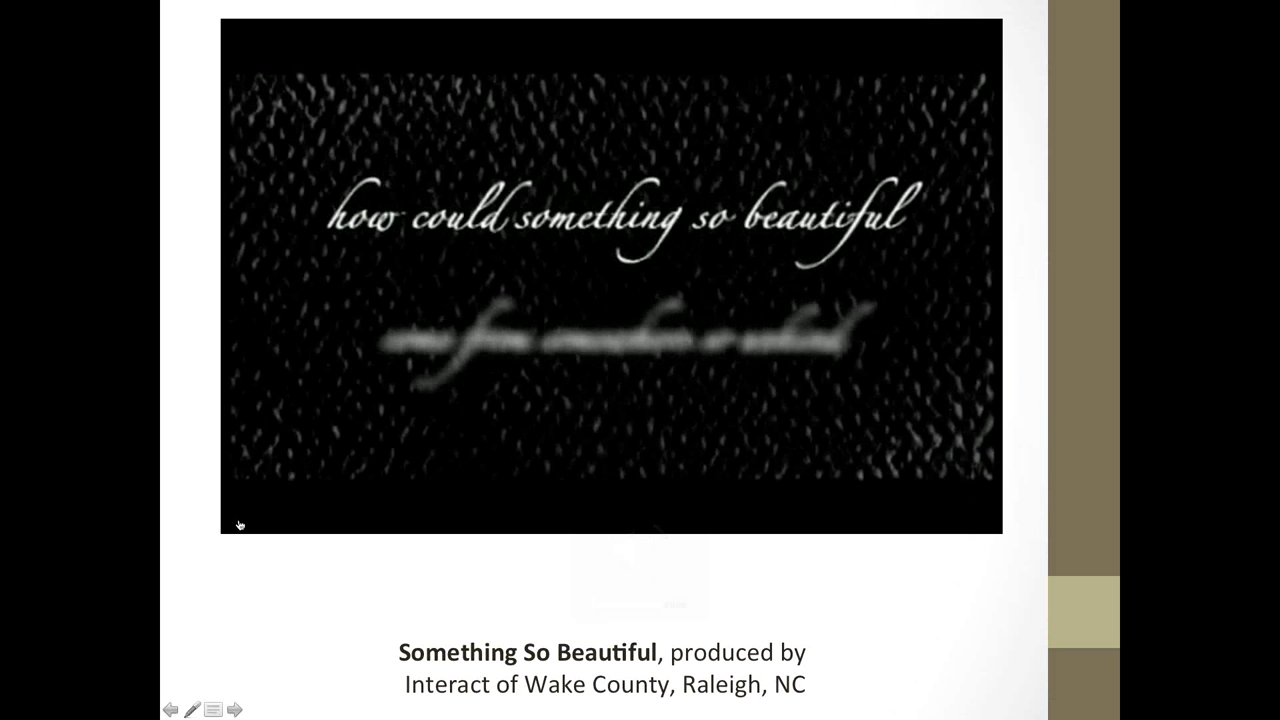 how could something so beautiful
Something So Beautiful, produced by
Interact of Wake County, Raleigh, NC